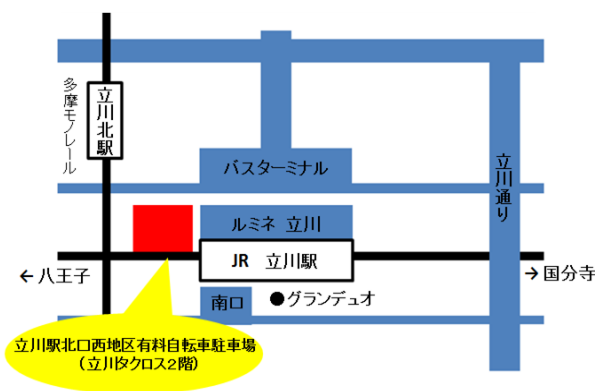 多摩モノレール
立川北駅
バスターミナル
立川通り
ルミネ 立川
JR 立川駅
←八王子
→国分寺
南口
●グランデュオ
立川駅北口西地区有料自転車駐車場
(立川タクロス2階)